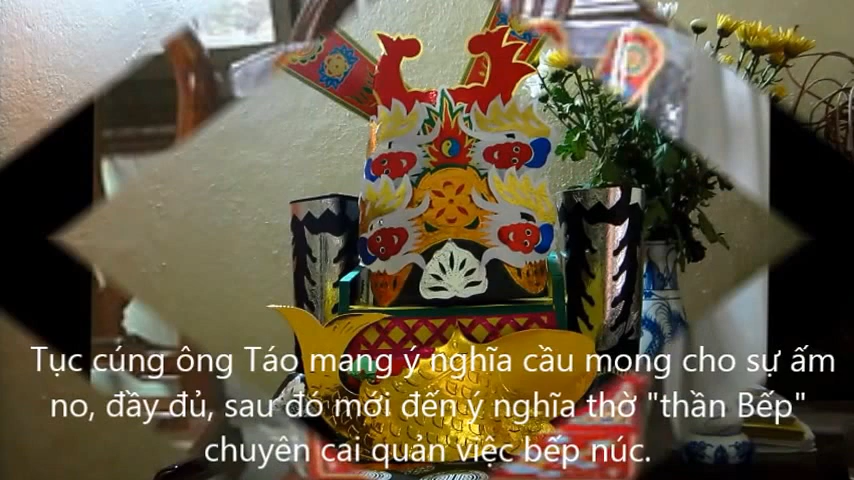 Tục cúng ông Táo mang ý nghĩa cầu mong cho sự ấm
no, đầy đủ, sau đó mới đến ý nghĩa thờ "thần Bếp"
chuyên cai quản việc bếp núc.